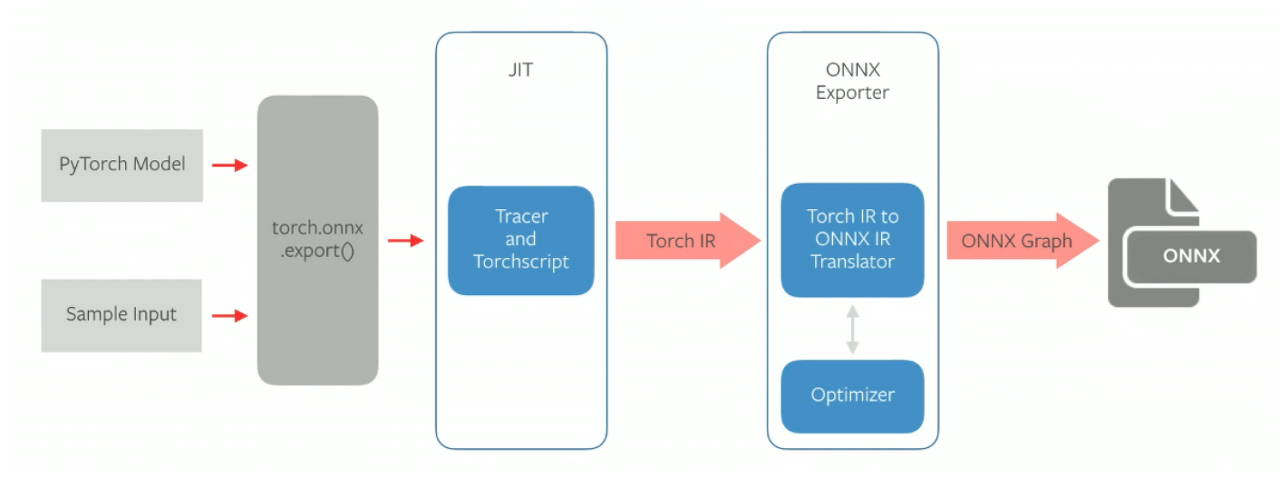 PyTorch Model
Sample Input
torch.onnx
.export()
JIT
Tracer
and
Torchscript
Torch IR
ONNX
Exporter
Torch IR to
ONNX IR
Translator
Optimizer
ONNX Graph
ONNX